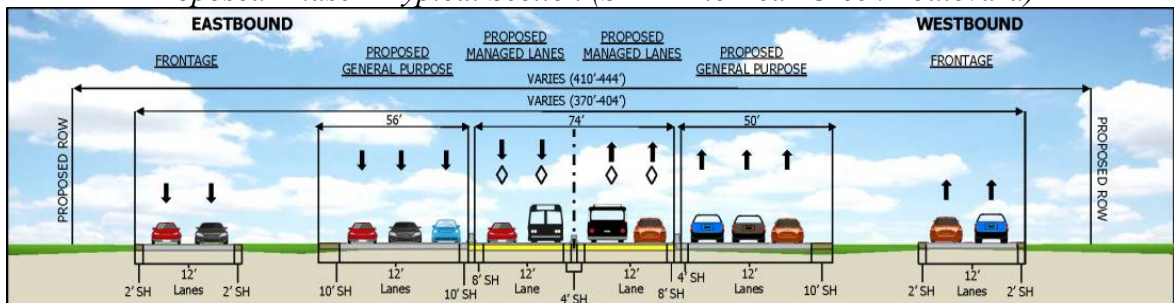 EASTBOUND
WESTBOUND
FRONTAGE
PROPOSED
GENERAL PURPOSE
PROPOSED
MANAGED LANES
PROPOSED
MANAGED LANES
PROPOSED
GENERAL PURPOSE
FRONTAGE
VARIES (410'-444')
VARIES (370'-404')
PROPOSED ROW
56'
74'
50'
PROPOSED ROW
2' SH
12'
Lanes
2' SH
10' SH
12'
Lanes
10' SH
8' SH
12'
Lane
4' SH
12'
Lane
8' SH
4' SH
12'
Lanes
10' SH
2' SH
12'
Lanes
2' SH